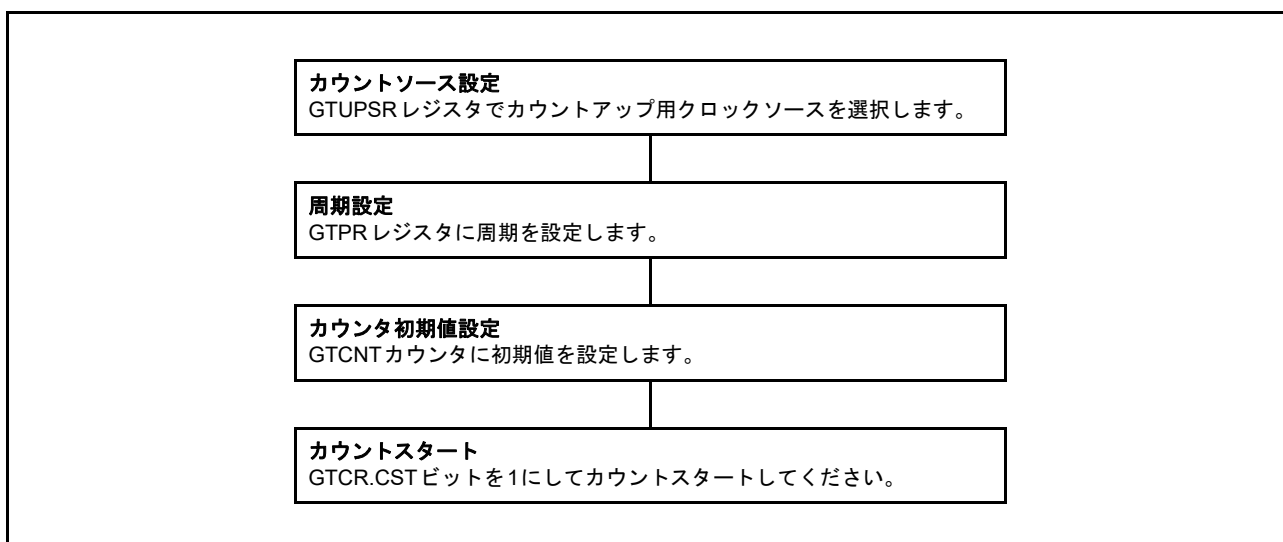 カウントソース設定
GTUPSRレジスタでカウントアップ用クロックソースを選択します。
周期設定
GTPRレジスタに周期を設定します。
カウンタ初期値設定
GTCNTカウンタに初期値を設定します。
カウントスタート
GTCR.CSTビットを1にしてカウントスタートしてください。